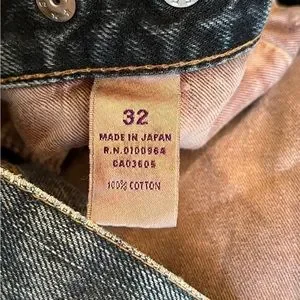 32
MADE IN JAPAN
R.N.0100964
CA03605
100% COTTON